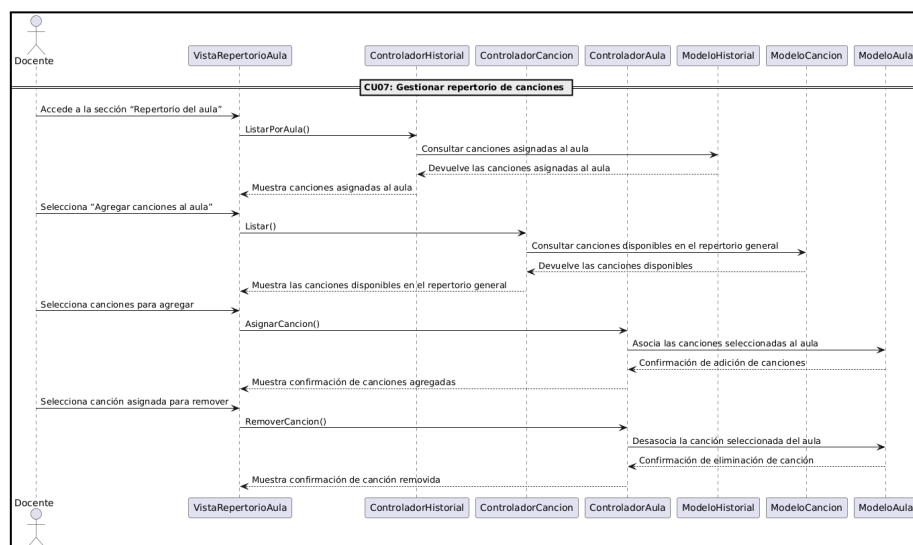 Docente
VistaRepertorioAula
ControladorHistorial
ControladorCancion
ControladorAula
ModeloHistorial
ModeloCancion
ModeloAula
CU07: Gestionar repertorio de canciones
Accede a la sección “Repertorio del aula”
ListarPorAula()
Consultar canciones asignadas al aula
Devuelve las canciones asignadas al aula
Muestra canciones asignadas al aula
Selecciona “Agregar canciones al aula”
Listar()
Consultar canciones disponibles en el repertorio general
Devuelve las canciones disponibles
Muestra las canciones disponibles en el repertorio general
Selecciona canciones para agregar
AsignarCancion()
Asocia las canciones seleccionadas al aula
Confirmación de adición de canciones
Muestra confirmación de canciones agregadas
Selecciona canción asignada para remover
RemoverCancion()
Desasocia la canción seleccionada del aula
Confirmación de eliminación de canción
Muestra confirmación de canción removida
Docente
VistaRepertorioAula
ControladorHistorial
ControladorCancion
ControladorAula
ModeloHistorial
ModeloCancion
ModeloAula